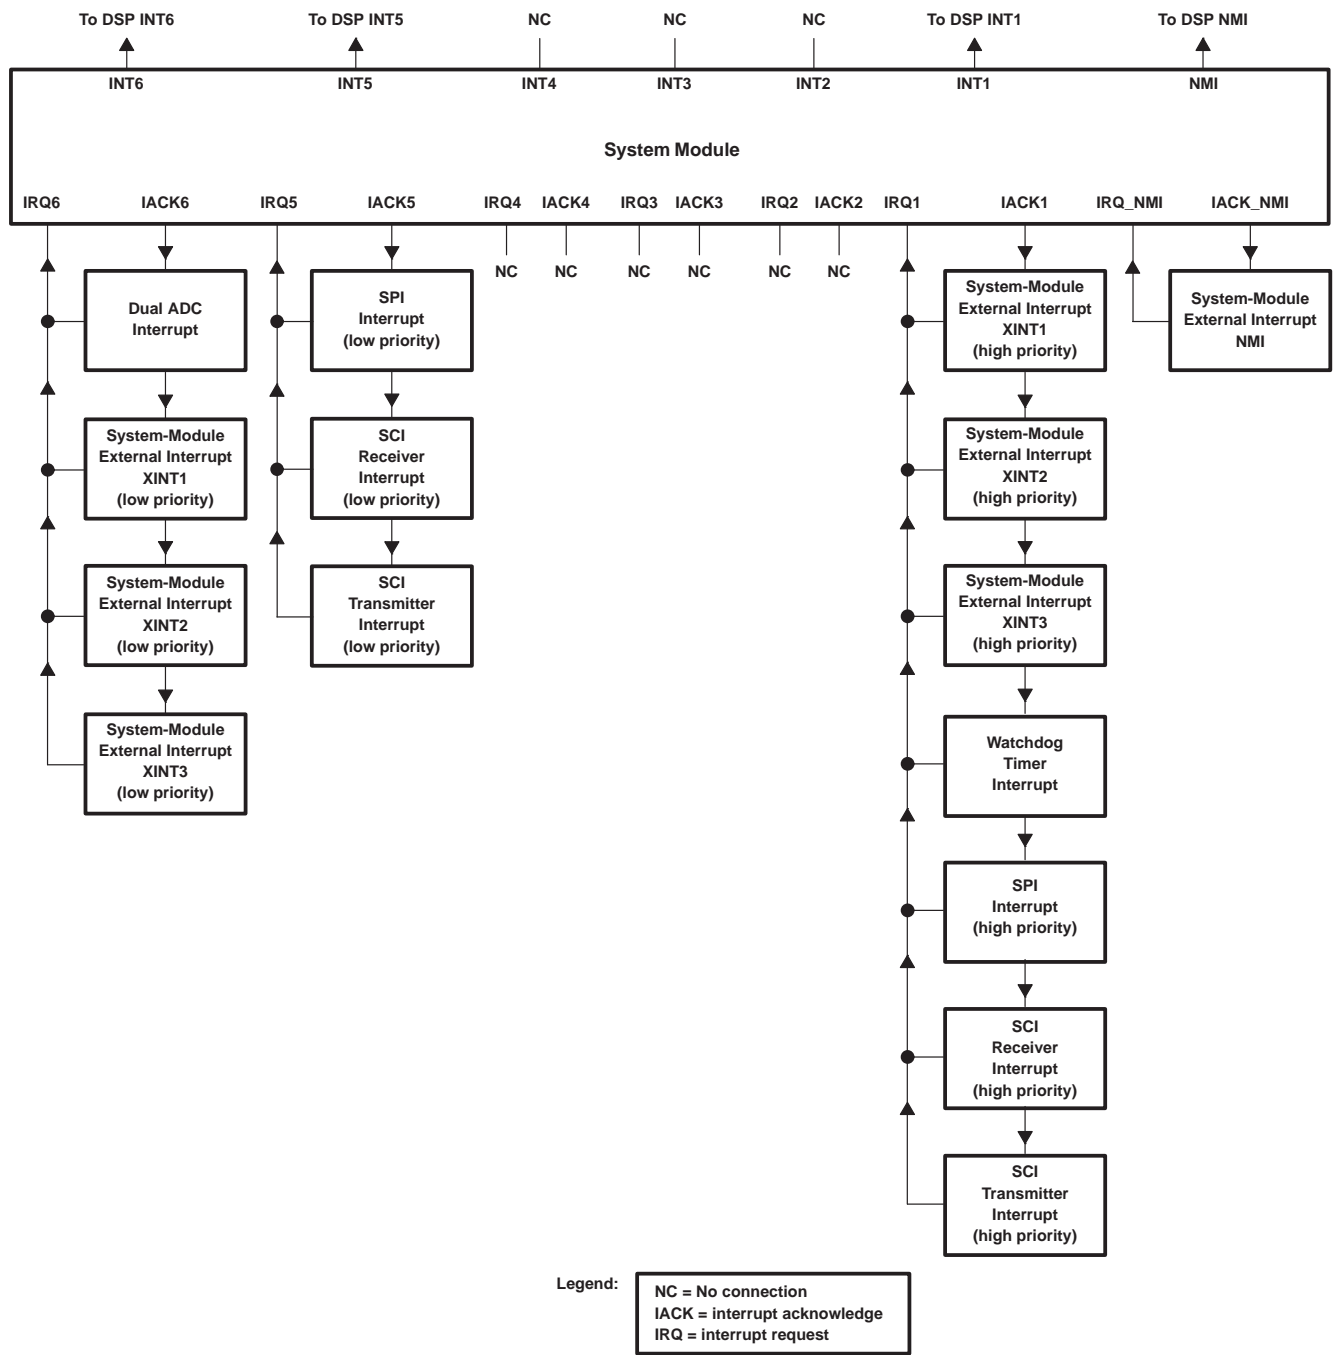 To DSP INT6
To DSP INT5
NC
NC
NC
To DSP INT1
To DSP NMI
INT6
INT5
INT4
INT3
INT2
INT1
NMI
System Module
IRQ6
IACK6
IRQ5
IACK5
IRQ4
IACK4
IRQ3
IACK3
IRQ2
IACK2
IRQ1
IACK1
IRQ_NMI
IACK_NMI
NC
NC
NC
NC
NC
NC
Dual ADC
Interrupt
System-Module
External Interrupt
XINT1
(low priority)
System-Module
External Interrupt
XINT2
(low priority)
System-Module
External Interrupt
XINT3
(low priority)
SPI
Interrupt
(low priority)
SCI
Receiver
Interrupt
(low priority)
SCI
Transmitter
Interrupt
(low priority)
System-Module
External Interrupt
XINT1
(high priority)
System-Module
External Interrupt
XINT2
(high priority)
System-Module
External Interrupt
XINT3
(high priority)
Watchdog
Timer
Interrupt
SPI
Interrupt
(high priority)
SCI
Receiver
Interrupt
(high priority)
SCI
Transmitter
Interrupt
(high priority)
System-Module
External Interrupt
NMI
Legend:
NC = No connection
IACK = interrupt acknowledge
IRQ = interrupt request